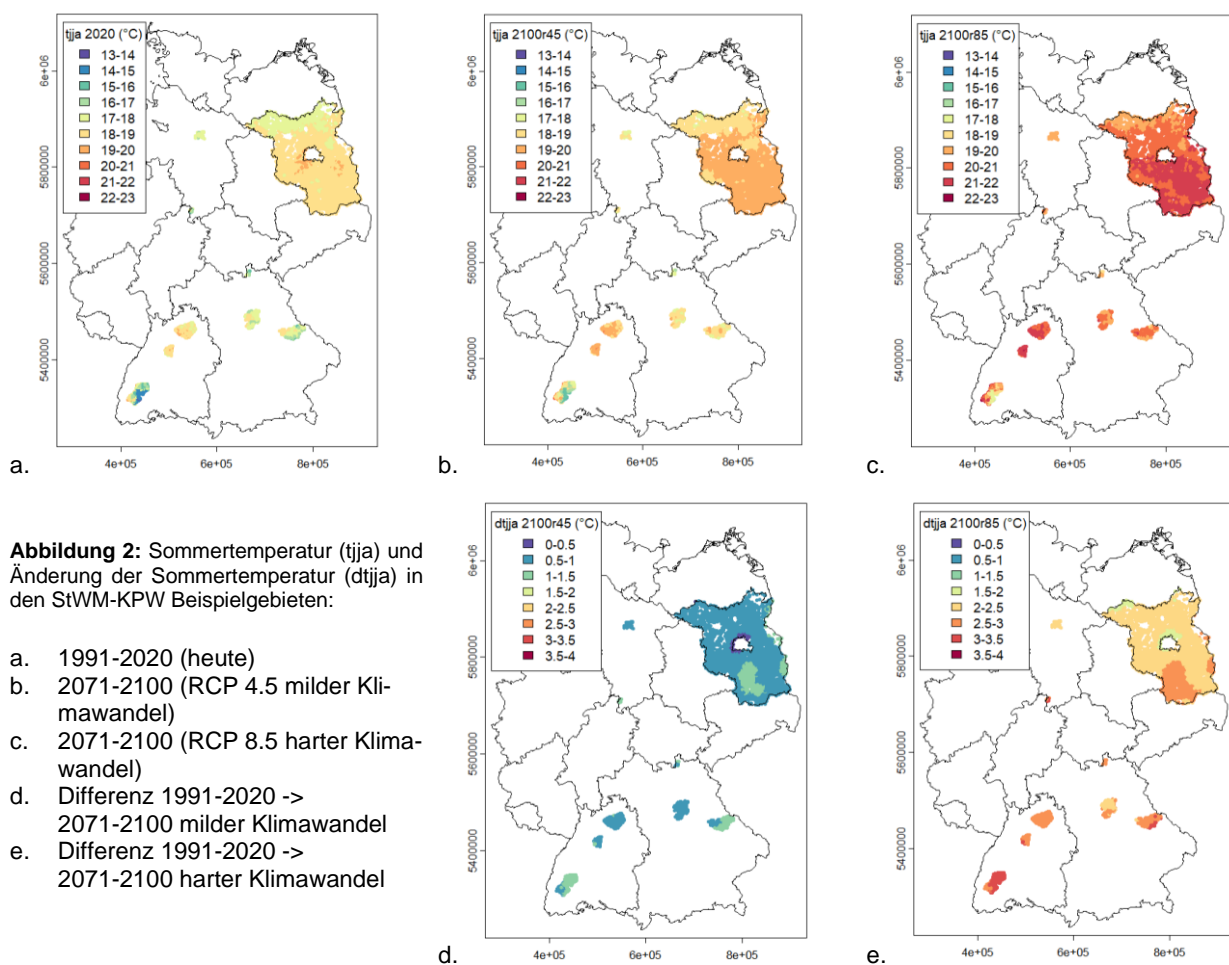 tjja 2020 (°C)
13-14
14-15
15-16
16-17
17-18
18-19
19-20
20-21
21-22
22-23
6e+06
5800000
5600000
5400000
4e+05 6e+05 8e+05
a.
tjja 2100r45 (°C)
13-14
14-15
15-16
16-17
17-18
18-19
19-20
20-21
21-22
22-23
6e+06
5800000
5600000
5400000
4e+05 6e+05 8e+05
b.
tjja 2100r85 (°C)
13-14
14-15
15-16
16-17
17-18
18-19
19-20
20-21
21-22
22-23
6e+06
5800000
5600000
5400000
4e+05 6e+05 8e+05
c.
Abbildung 2: Sommertemperatur (tjja) und
Änderung der Sommertemperatur (dtjja) in
den StWM-KPW Beispielgebieten:
a. 1991-2020 (heute)
b. 2071-2100 (RCP 4.5 milder Kli-
mawandel)
c. 2071-2100 (RCP 8.5 harter Klima-
wandel)
d. Differenz 1991-2020 ->
2071-2100 milder Klimawandel
e. Differenz 1991-2020 ->
2071-2100 harter Klimawandel
dtjja 2100r45 (°C)
0-0.5
0.5-1
1-1.5
1.5-2
2-2.5
2.5-3
3-3.5
3.5-4
6e+06
5800000
5600000
5400000
4e+05 6e+05 8e+05
d.
dtjja 2100r85 (°C)
0-0.5
0.5-1
1-1.5
1.5-2
2-2.5
2.5-3
3-3.5
3.5-4
6e+06
5800000
5600000
5400000
4e+05 6e+05 8e+05
e.